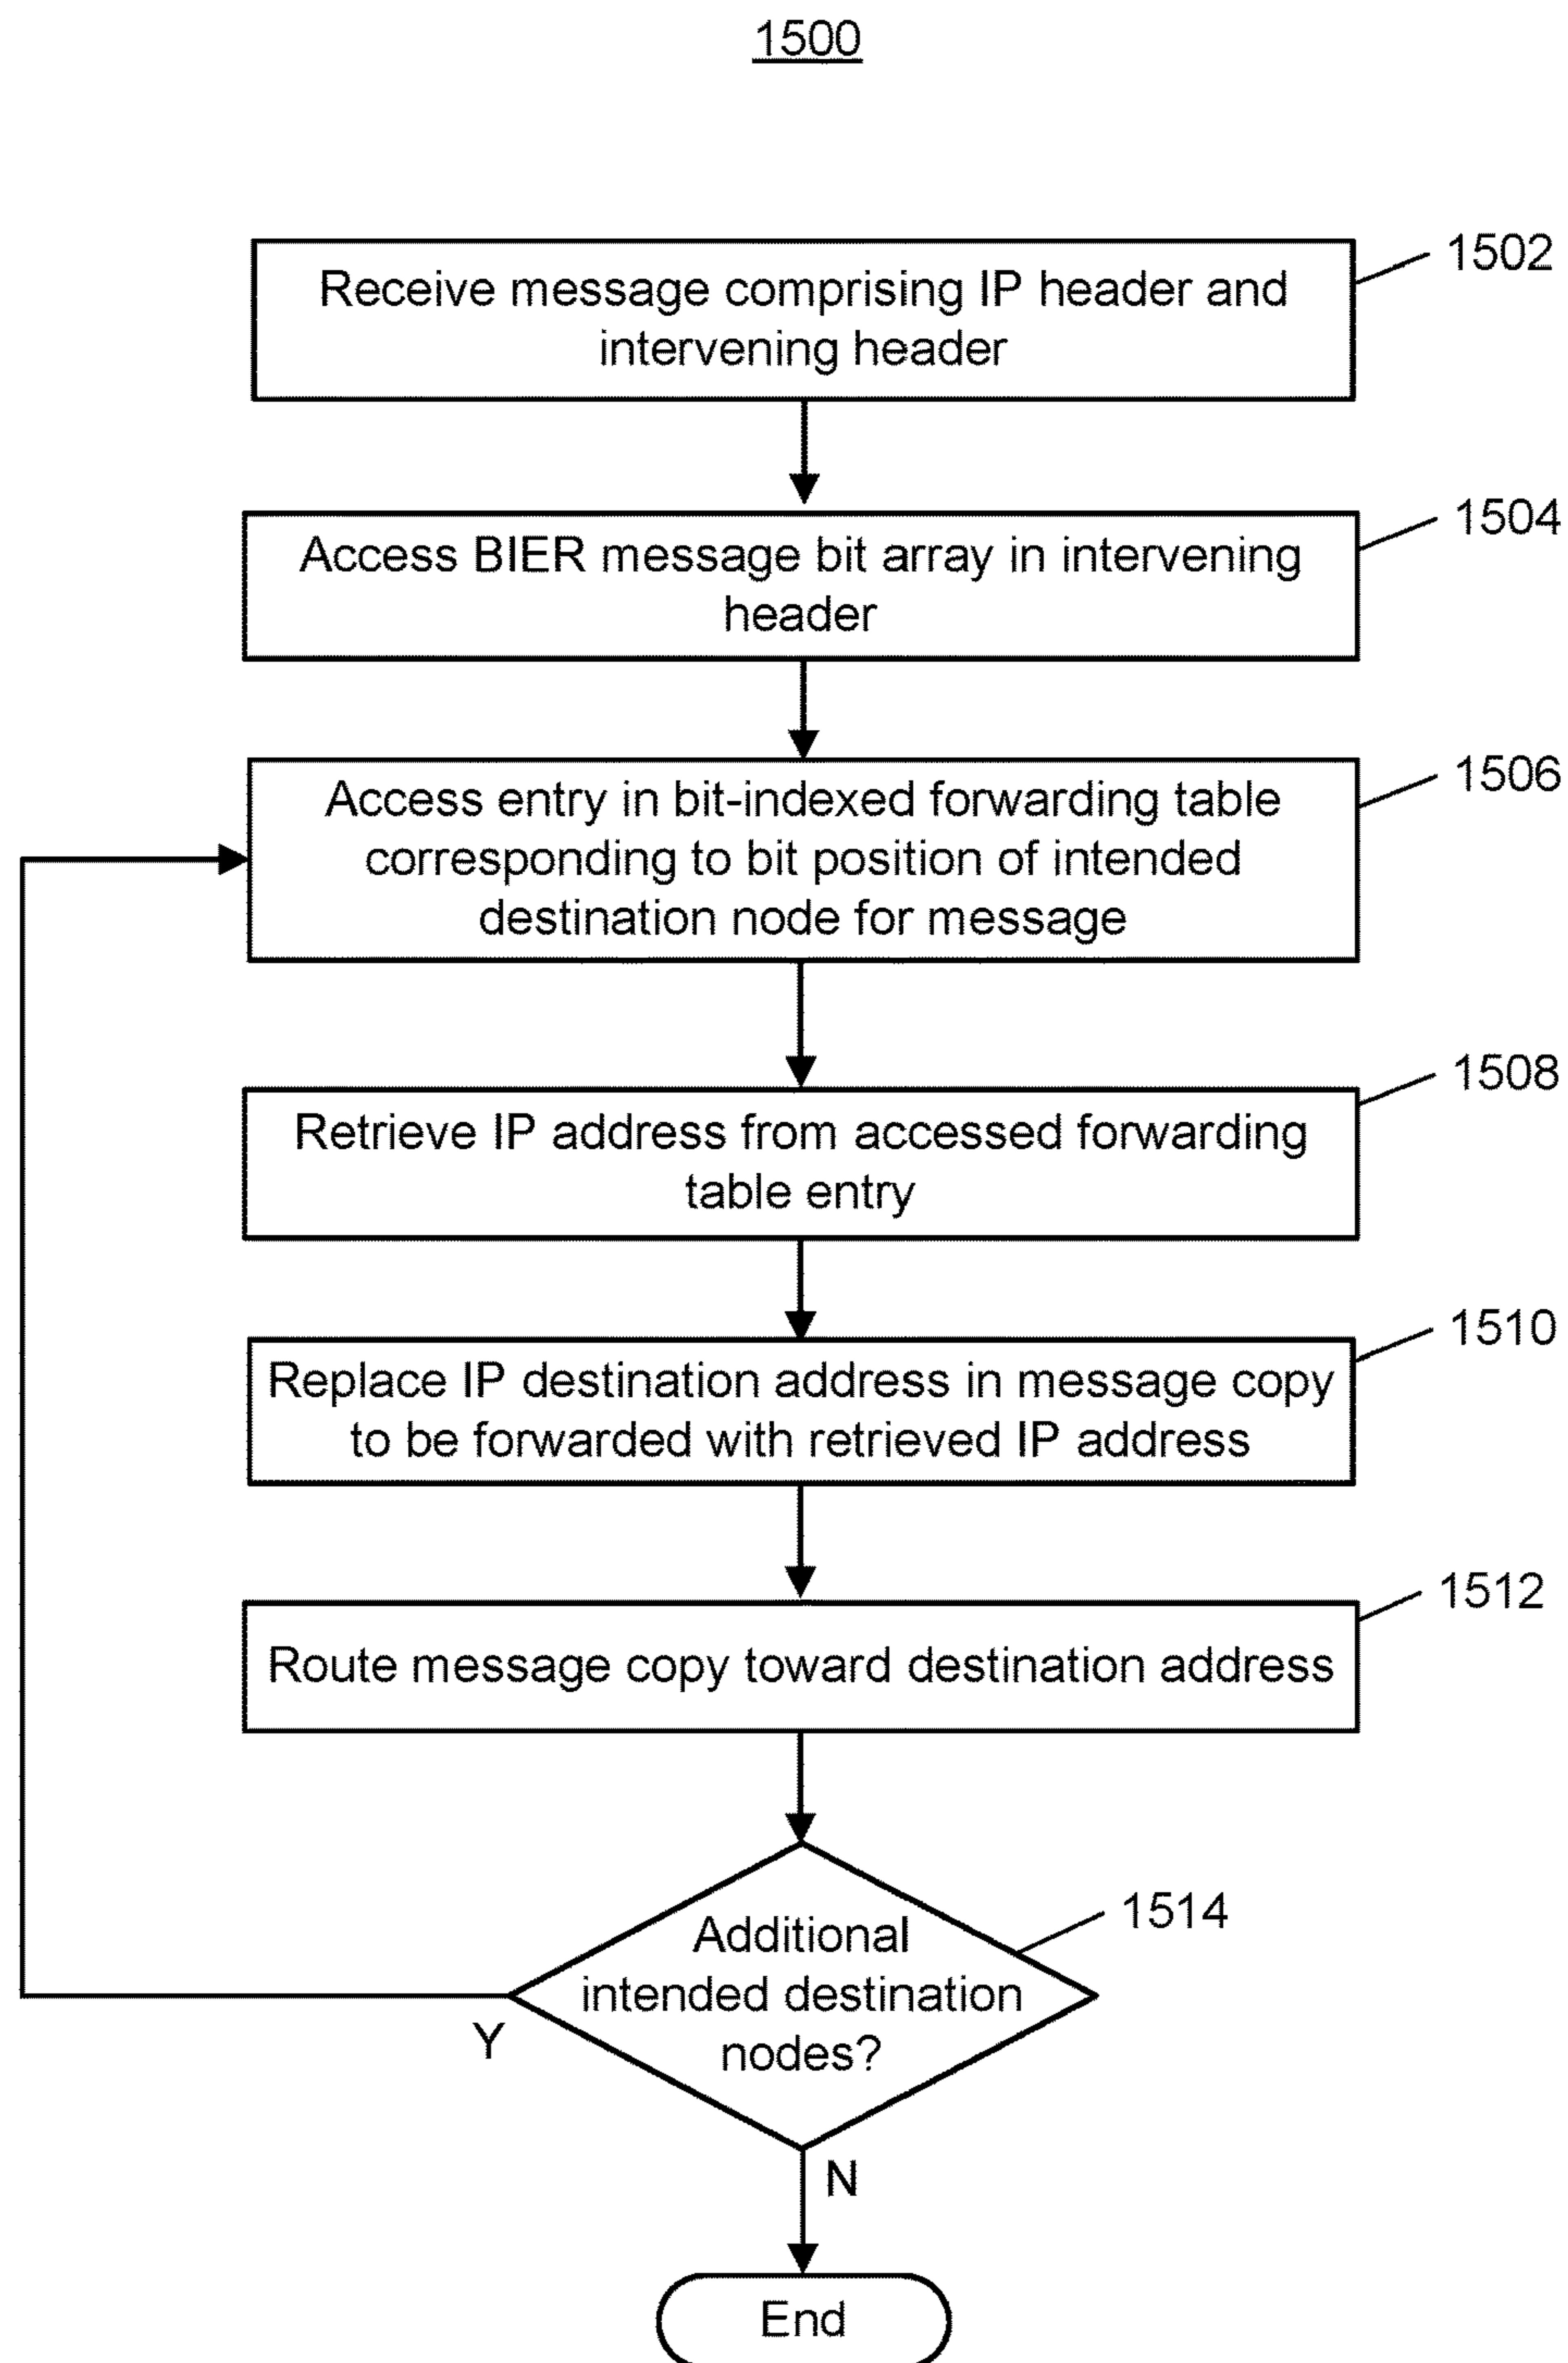 1500
1502
Receive message comprising IP header and
intervening header
1504
Access BIER message bit array in intervening
header
1506
Access entry in bit-indexed forwarding table
corresponding to bit position of intended
destination node for message
1508
Retrieve IP address from accessed forwarding
table entry
1510
Replace IP destination address in message copy
to be forwarded with retrieved IP address
1512
Route message copy toward destination address
1514
Additional
intended destination
nodes?
Y
N
End